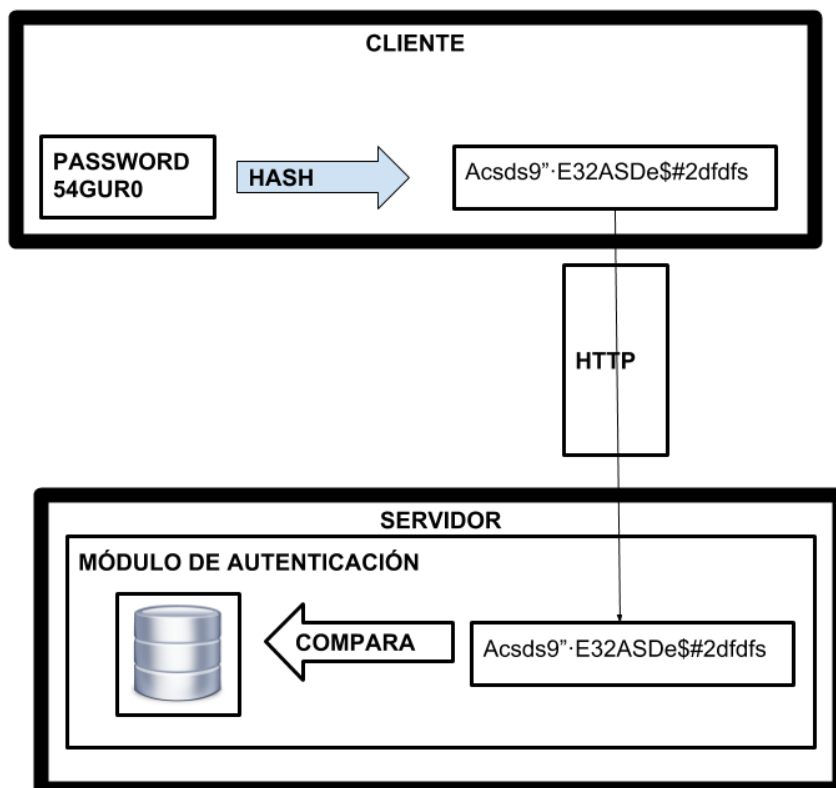 CLIENTE
PASSWORD
54GUR0
HASH
Acsds9”·E32ASDe$#2dfdfs
HTTP
SERVIDOR
MÓDULO DE AUTENTICACIÓN
COMPARA
Acsds9”·E32ASDe$#2dfdfs